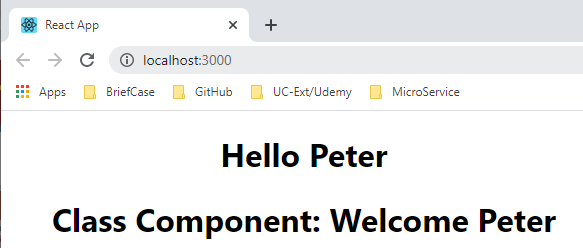 React App
localhost:3000
Apps BriefCase GitHub UC-Ext/Udemy MicroService
Hello Peter
Class Component: Welcome Peter